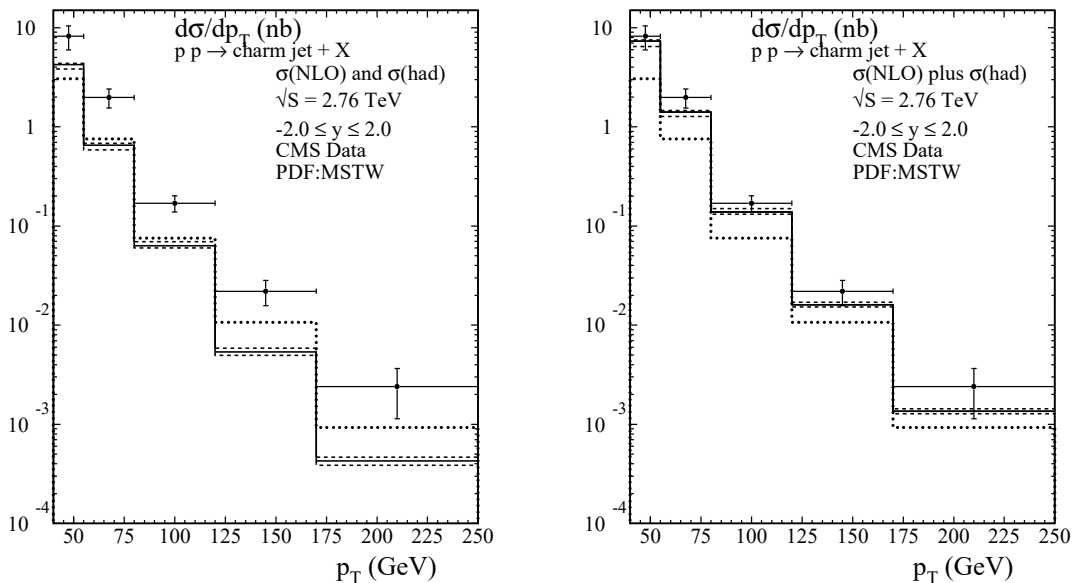 dσ/dp_T (nb)
p p → charm jet + X
σ(NLO) and σ(had)
√S = 2.76 TeV
-2.0 ≤ y ≤ 2.0
CMS Data
PDF:MSTW
10
1
10^-1
10^-2
10^-3
10^-4
10
50 75 100 125 150 175 200 225 250
p_T (GeV)
dσ/dp_T (nb)
p p → charm jet + X
σ(NLO) plus σ(had)
√S = 2.76 TeV
-2.0 ≤ y ≤ 2.0
CMS Data
PDF:MSTW
10
1
10^-1
10^-2
10^-3
10^-4
50 75 100 125 150 175 200 225 250
p_T (GeV)